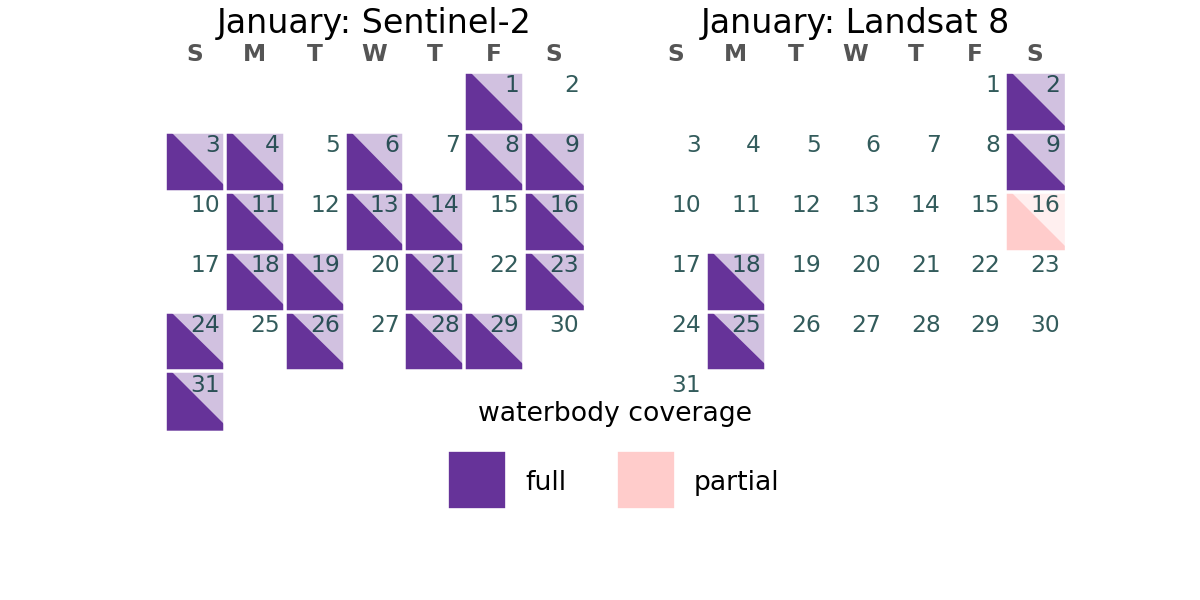 January: Sentinel-2
S M T W T F S
1 2
3 4 5 6 7 8 9
10 11 12 13 14 15 16
17 18 19 20 21 22 23
24 25 26 27 28 29 30
31
January: Landsat 8
S M T W T F S
1 2
3 4 5 6 7 8 9
10 11 12 13 14 15 16
17 18 19 20 21 22 23
24 25 26 27 28 29 30
31
waterbody coverage
full partial